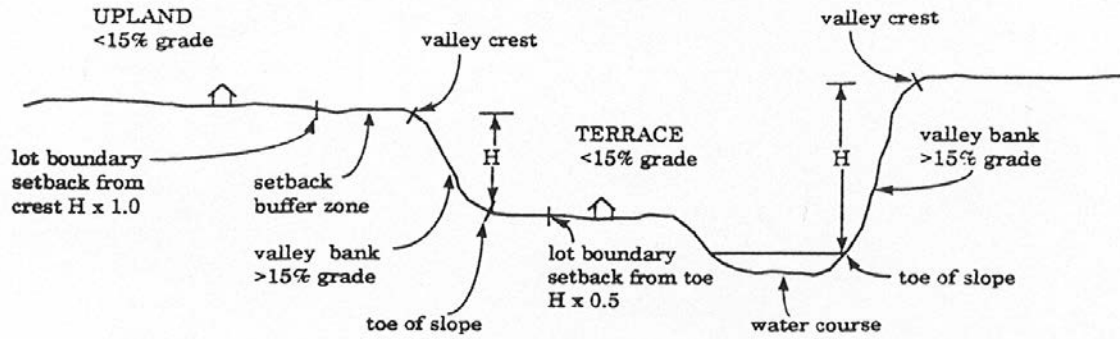 UPLAND
<15% grade
valley crest
lot boundary
setback from
crest H x 1.0
setback
buffer zone
H
valley bank
>15% grade
toe of slope
TERRACE
<15% grade
lot boundary
setback from toe
H x 0.5
valley crest
H
valley bank
>15% grade
toe of slope
water course